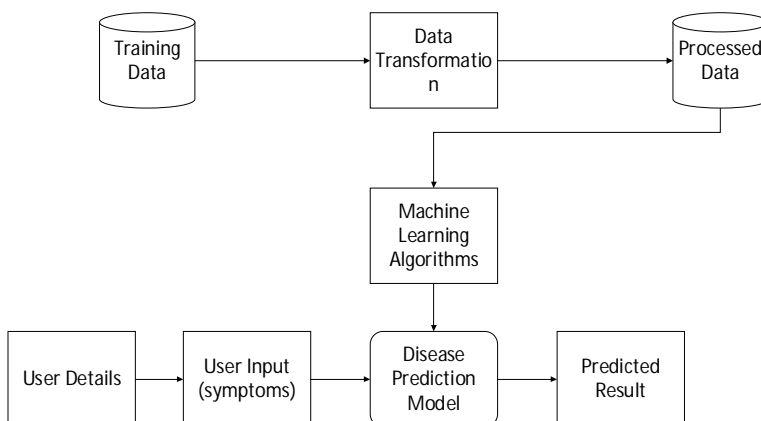 Training
Data
Data
Transformatio
n
Processed
Data
Machine
Learning
Algorithms
User Details
User Input
(symptoms)
Disease
Prediction
Model
Predicted
Result